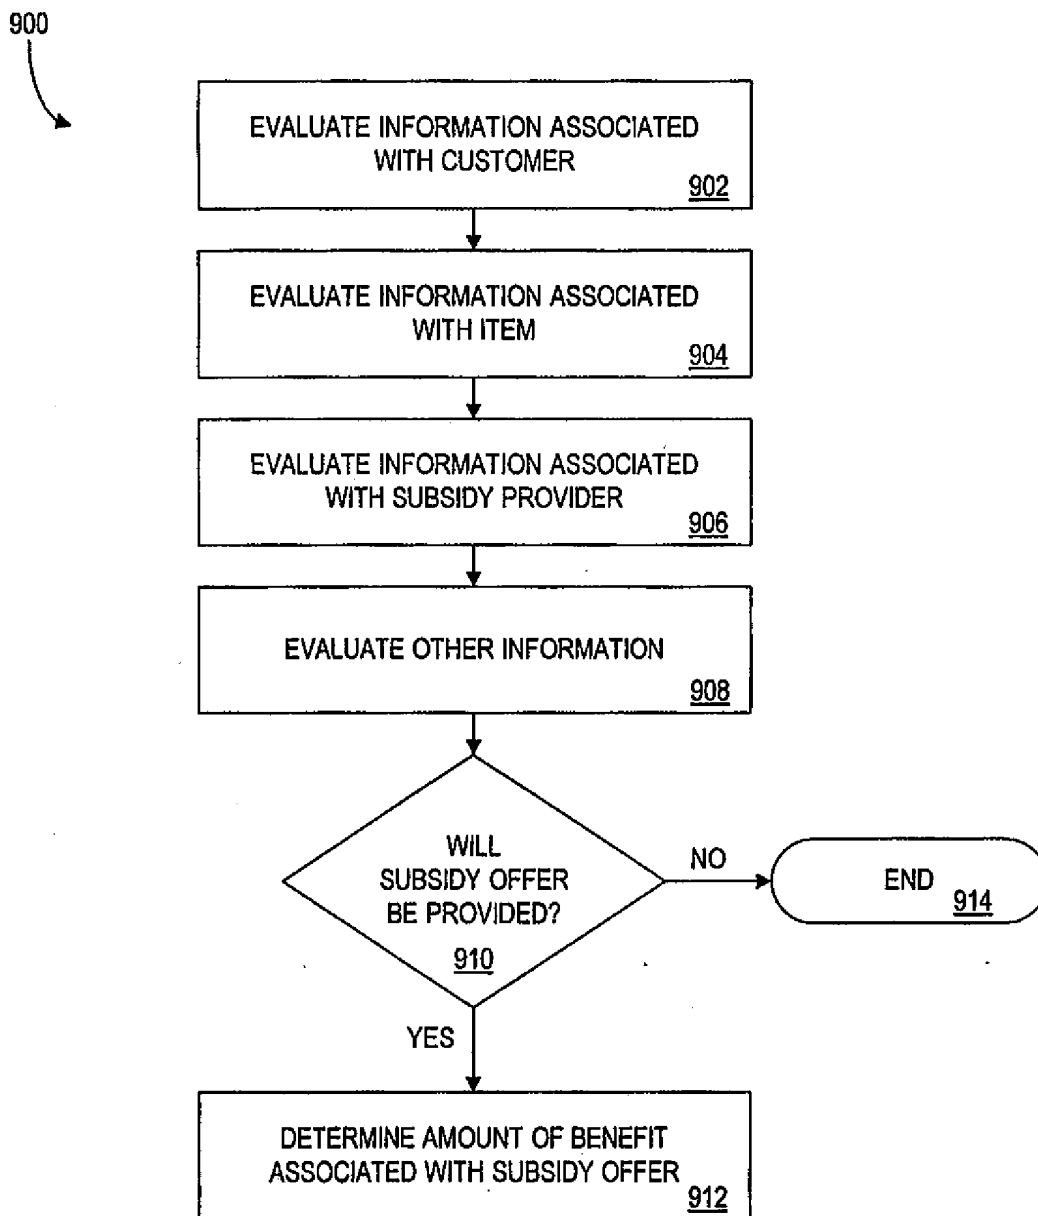 900
EVALUATE INFORMATION ASSOCIATED
WITH CUSTOMER
902
EVALUATE INFORMATION ASSOCIATED
WITH ITEM
904
EVALUATE INFORMATION ASSOCIATED
WITH SUBSIDY PROVIDER
906
EVALUATE OTHER INFORMATION
908
WILL
SUBSIDY OFFER
BE PROVIDED?
910
NO
END
914
YES
DETERMINE AMOUNT OF BENEFIT
ASSOCIATED WITH SUBSIDY OFFER
912